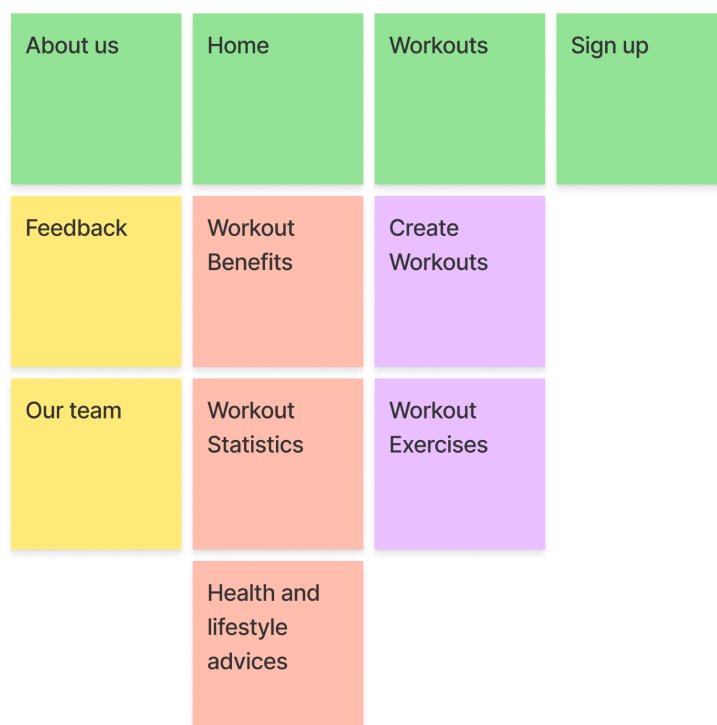 About us
Home
Workouts
Sign up
Feedback
Workout
Benefits
Create
Workouts
Our team
Workout
Statistics
Workout
Exercises
Health and
lifestyle
advices